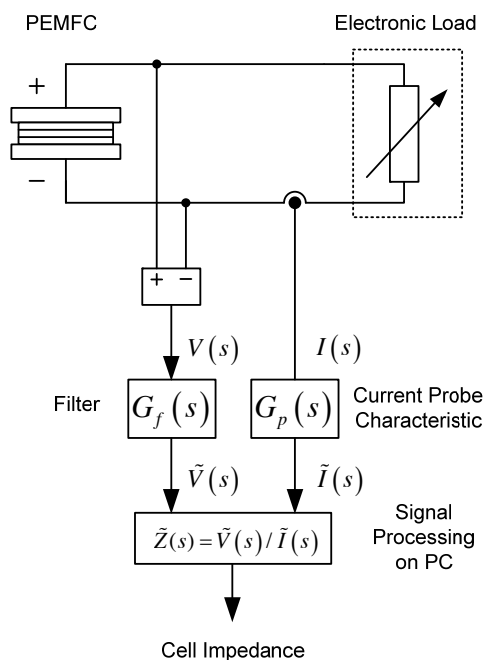 PEMFC
Electronic Load
+
−
+ −
V(s)
I(s)
Filter
G_f(s)
G_p(s)
Current Probe
Characteristic
Ṽ(s)
Ĩ(s)
Z̃(s)=Ṽ(s)/Ĩ(s)
Signal
Processing
on PC
Cell Impedance